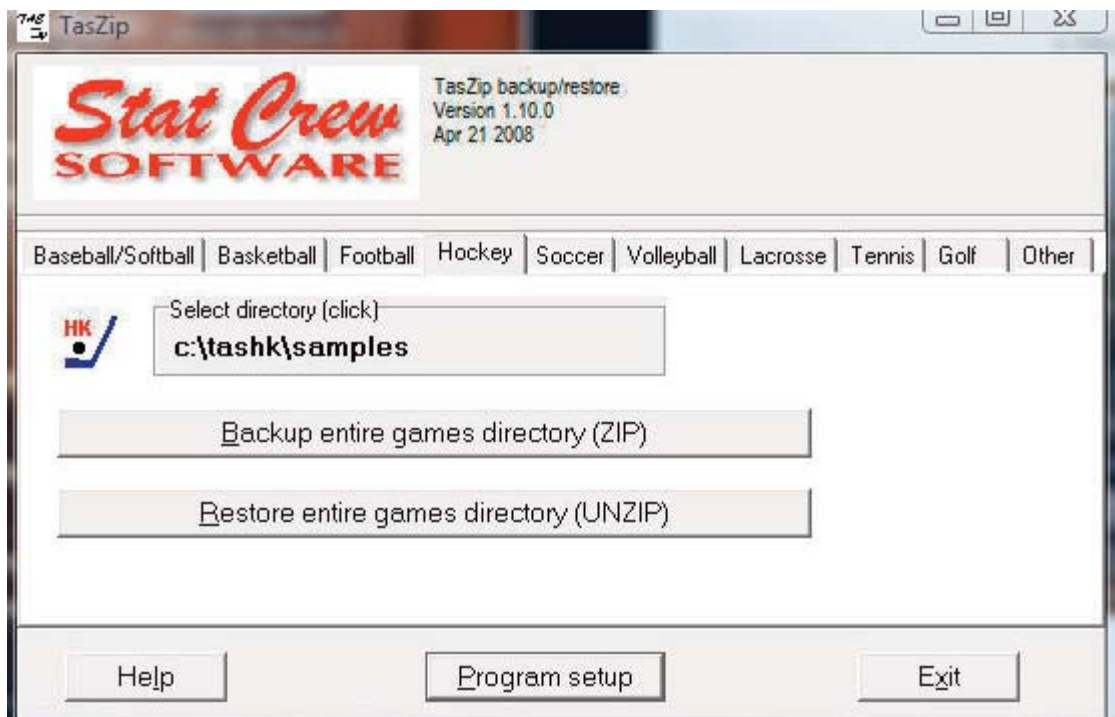 TAS
Zip
TasZip
Stat Crew
SOFTWARE
TasZip backup/restore
Version 1.10.0
Apr 21 2008
Baseball/Softball Basketball Football Hockey Soccer Volleyball Lacrosse Tennis Golf Other
HK
Select directory (click)
c:\tashk\samples
Backup entire games directory (ZIP)
Restore entire games directory (UNZIP)
Help Program setup Exit